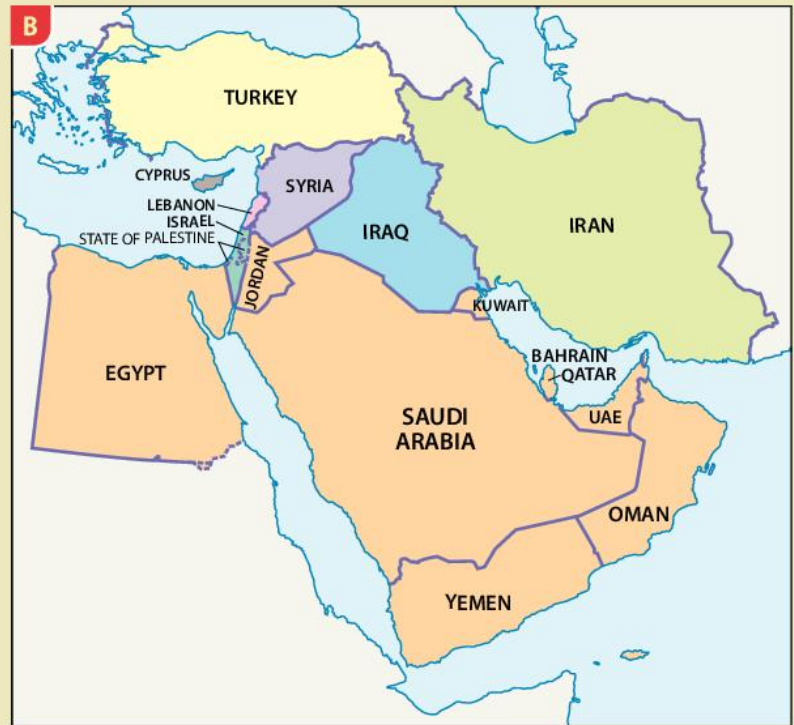 B
TURKEY
CYPRUS
SYRIA
LEBANON
ISRAEL
STATE OF PALESTINE
JORDAN
IRAQ
IRAN
KUWAIT
EGYPT
BAHRAIN
QATAR
SAUDI
ARABIA
UAE
OMAN
YEMEN